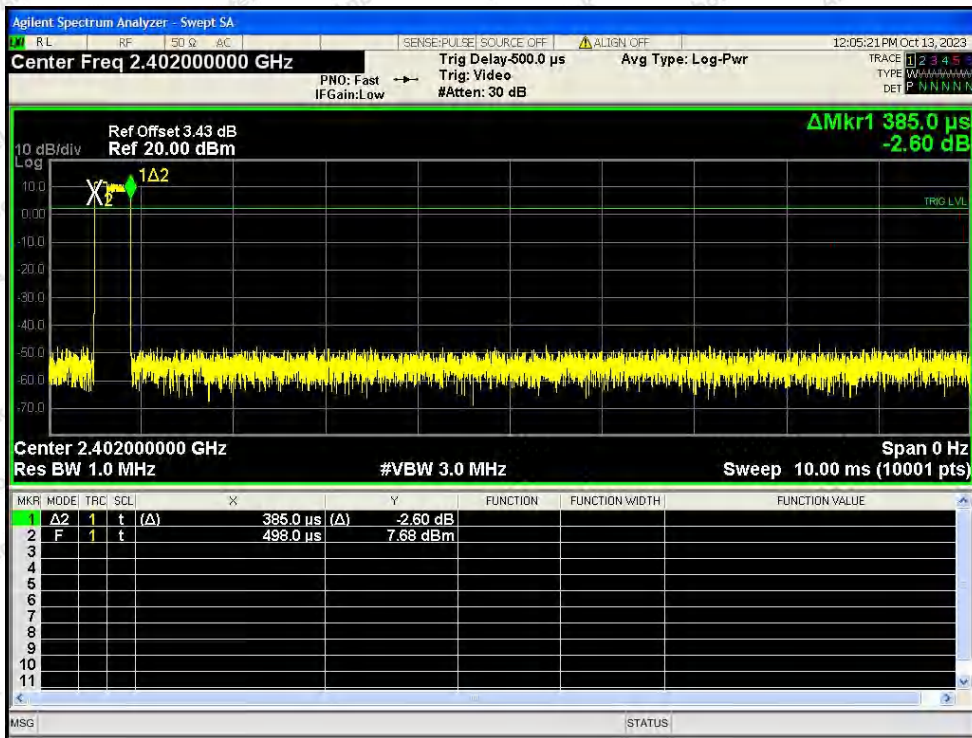 Agilent Spectrum Analyzer - Swept SA
RL RF 50 Ω AC SENSE:PULSE SOURCE OFF ALIGN OFF 12:05:21 PM Oct 13, 2023
Center Freq 2.402000000 GHz
PNO: Fast
IFGain:Low
Trig Delay-500.0 µs
Trig: Video
#Atten: 30 dB
Avg Type: Log-Pwr
TRACE 1 2 3 4 5 6
TYPE W
DET P N N N N N
ΔMkr1 385.0 µs
-2.60 dB
Ref Offset 3.43 dB
10 dB/div Ref 20.00 dBm
Log
10.0
0.00
-10.0
-20.0
-30.0
-40.0
-50.0
-60.0
-70.0
X2
1Δ2
TRIG LVL
Center 2.402000000 GHz Span 0 Hz
Res BW 1.0 MHz #VBW 3.0 MHz Sweep 10.00 ms (10001 pts)
MKR MODE TRC SCL X Y FUNCTION FUNCTION WIDTH FUNCTION VALUE
1 Δ2 1 t (Δ) 385.0 µs (Δ) -2.60 dB
2 F 1 t 498.0 µs 7.68 dBm
3
4
5
6
7
8
9
10
11
MSG STATUS